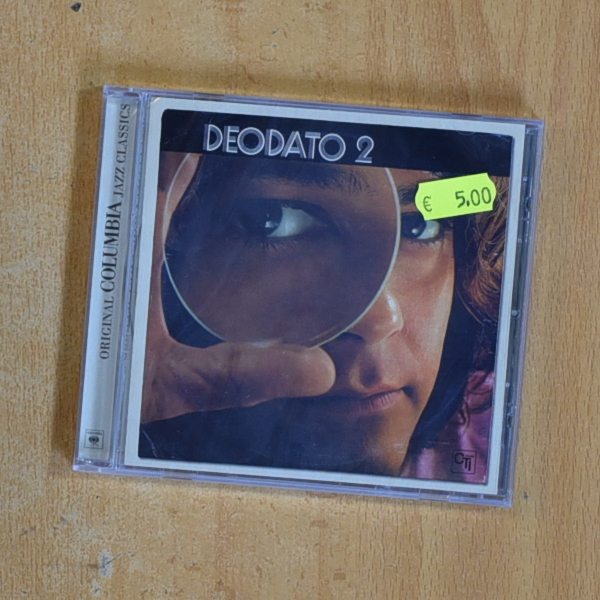 ORIGINAL COLUMBIA JAZZ CLASSICS
DEODATO 2
€ 5.00
CTi